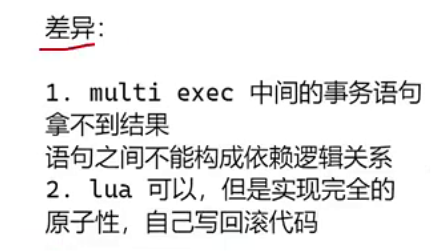 差异：
1. multi exec 中间的事务语句
拿不到结果
语句之间不能构成依赖逻辑关系
2. lua 可以，但是实现完全的
原子性，自己写回滚代码